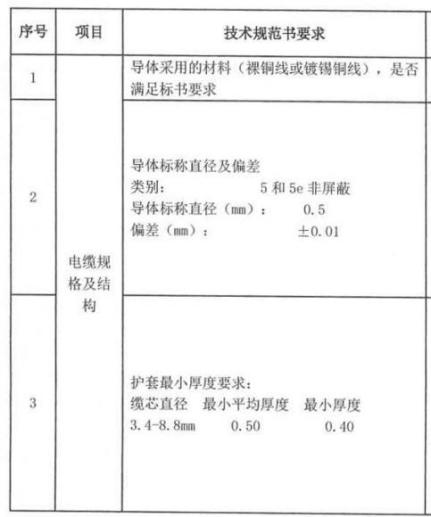 序号 项目 技术规范书要求
1
导体采用的材料（裸铜线或镀锡铜线），是否
满足标书要求
2
导体标称直径及偏差
类别： 5 和 5e 非屏蔽
导体标称直径（mm）： 0.5
偏差（mm）： ±0.01
电缆规
格及结
构
3
护套最小厚度要求：
缆芯直径 最小平均厚度 最小厚度
3.4-8.8mm 0.50 0.40